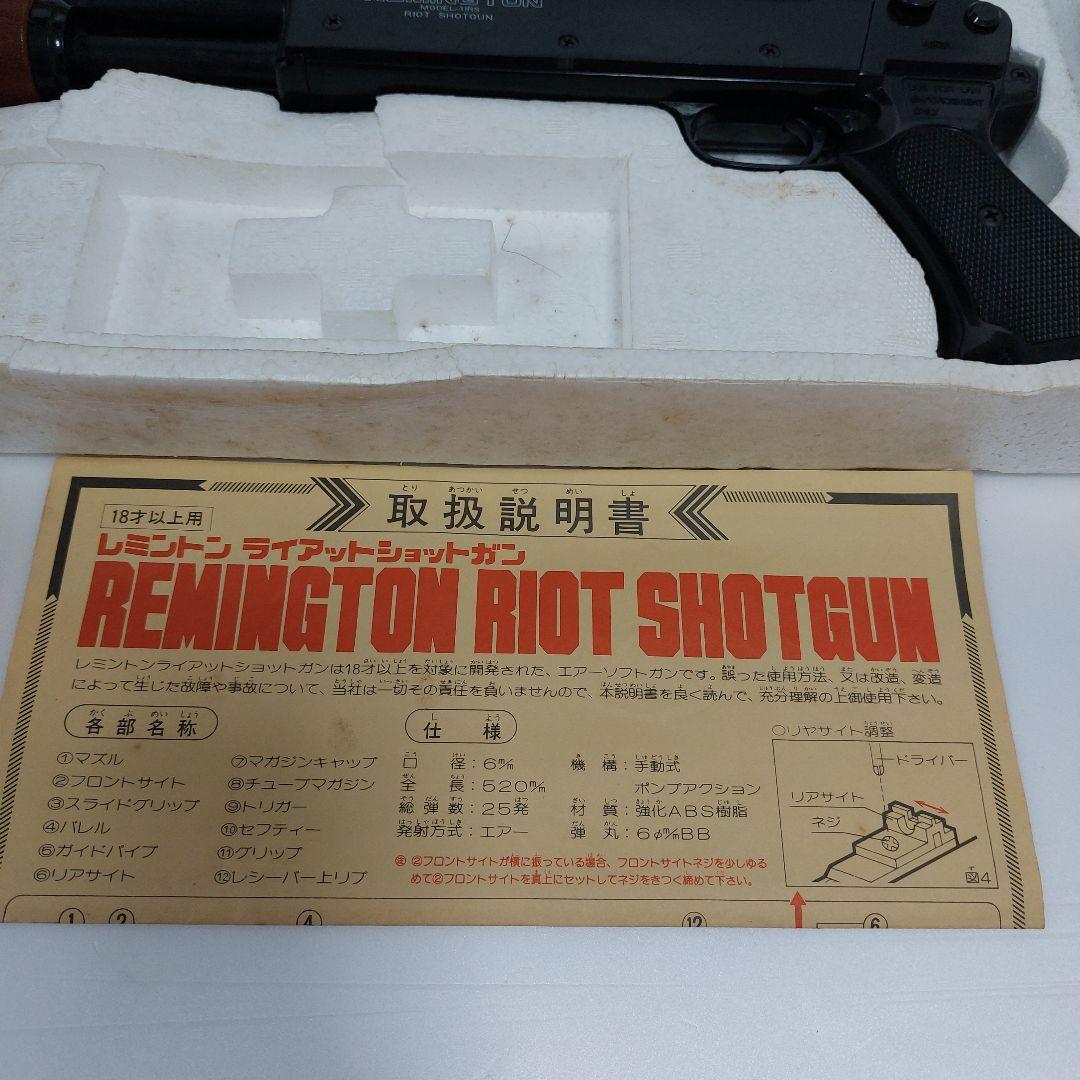 MODEL-11RS
RIOT SHOTGUN
取扱説明書
18才以上用
レミントン ライアットショットガン
REMINGTON RIOT SHOTGUN
レミントンライアットショットガンは18才以上を対象に開発された、エアーソフトガンです。誤った使用方法、又は改造、変造
によって生じた故障や事故について、当社は一切その責任を負いませんので、本説明書を良く読んで、充分理解の上御使用下さい。
各部名称
①マズル
②フロントサイト
③スライドグリップ
④バレル
⑤ガイドパイプ
⑥リアサイト
⑦マガジンキャップ
⑧チューブマガジン
⑨トリガー
⑩セフティー
⑪グリップ
⑫レシーバー上リブ
仕様
口径:6m/m
全長:520m/m
総弾数:25発
発射方式:エアー
機構:手動式
ポンプアクション
材質:強化ABS樹脂
弾丸:6φm/mBB
㊟②フロントサイトが横に振っている場合、フロントサイトネジを少しゆる
めて②フロントサイトを真上にセットしてネジをきつく締めて下さい。
○リヤサイト調整
ドライバー
リアサイト
ネジ
図4
① ② ④ ⑫ ⑥